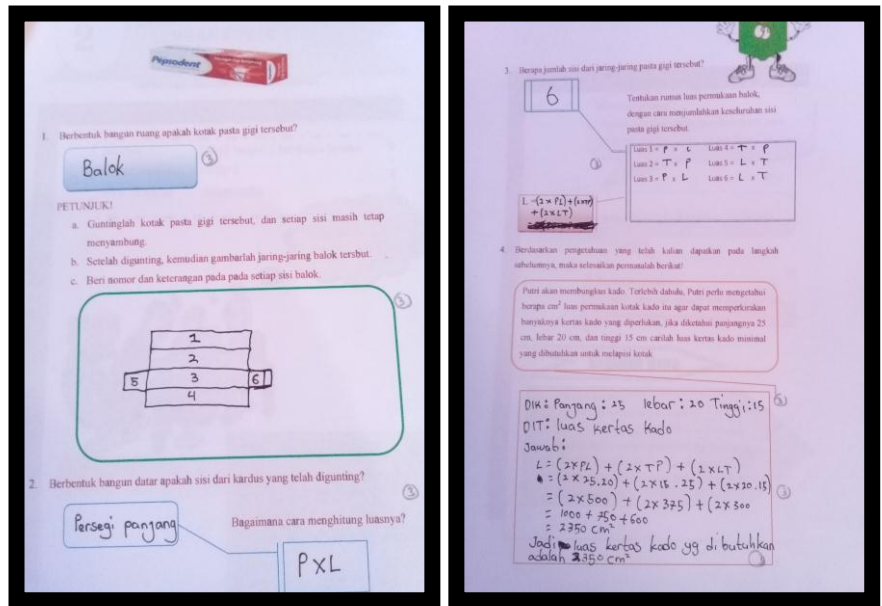 Pepsodent
1. Berbentuk bangun ruang apakah kotak pasta gigi tersebut?
Balok
3
PETUNJUK!
a. Guntinglah kotak pasta gigi tersebut, dan setiap sisi masih tetap
menyambung.
b. Setelah digunting, kemudian gambarlah jaring-jaring balok tersbut.
c. Beri nomor dan keterangan pada pada setiap sisi balok.
3
1
2
5 3 6
4
2. Berbentuk bangun datar apakah sisi dari kardus yang telah digunting?
3
Persegi panjang
Bagaimana cara menghitung luasnya?
PXL
3. Berapa jumlah sisi dari jaring-jaring pasta gigi tersebut?
6
Tentukan rumus luas permukaan balok,
dengan cara menjumlahkan keseluruhan sisi
pasta gigi tersebut.
Luas 1 = P x L Luas 4 = T x P
Luas 2 = T x P Luas 5 = L x T
Luas 3 = P x L Luas 6 = L x T
L = (2 x PL) + (2xTP)
+ (2xLT)
4. Berdasarkan pengetahuan yang telah kalian dapatkan pada langkah
sebelumnya, maka selesaikan permasalah berikut!
Putri akan membungkus kado. Terlebih dahulu, Putri perlu mengetahui
berapa cm² luas permukaan kotak kado itu agar dapat memperkirakan
banyaknya kertas kado yang diperlukan, jika diketahui panjangnya 25
cm, lebar 20 cm, dan tinggi 15 cm carilah luas kertas kado minimal
yang dibutuhkan untuk melapisi kotak
DIK : Panjang : 25 lebar : 20 Tinggi : 15
DIT : luas kertas kado
Jawab :
L = (2xPL) + (2xTP) + (2xLT)
= (2 x 25.20) + (2x15.25) + (2x20.15)
= (2x500) + (2x375) + (2x300
= 1000 + 750 + 600
= 2350 cm²
Jadi luas kertas kado yg di butuhkan
adalah 2350 cm²